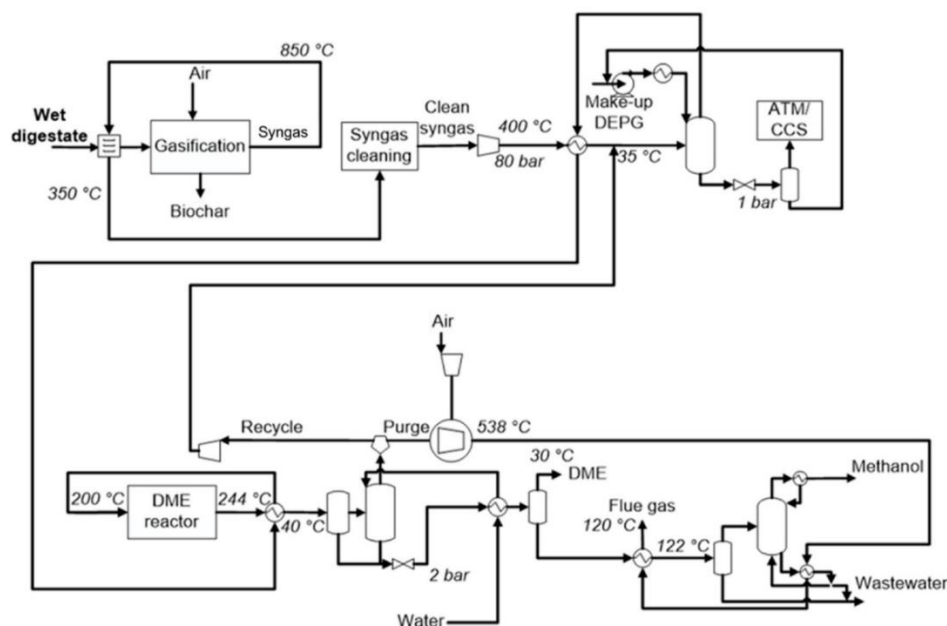 850 °C
Air
Wet
digestate
Gasification
Syngas
350 °C
Biochar
Syngas
cleaning
Clean
syngas
400 °C
80 bar
Make-up
DEPG
35 °C
ATM/
CCS
1 bar
Air
Recycle
Purge
538 °C
200 °C
DME
reactor
244 °C
40 °C
2 bar
Water
30 °C
DME
Flue gas
120 °C
122 °C
Methanol
Wastewater